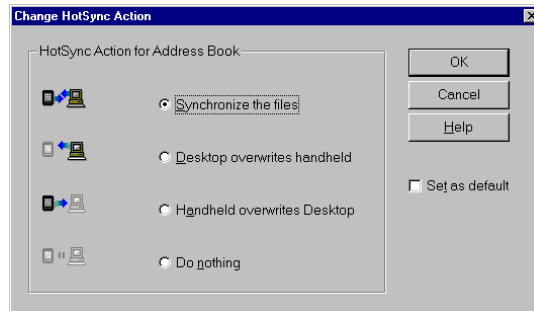 Change HotSync Action
HotSync Action for Address Book
Synchronize the files
Desktop overwrites handheld
Handheld overwrites Desktop
Do nothing
OK
Cancel
Help
Set as default